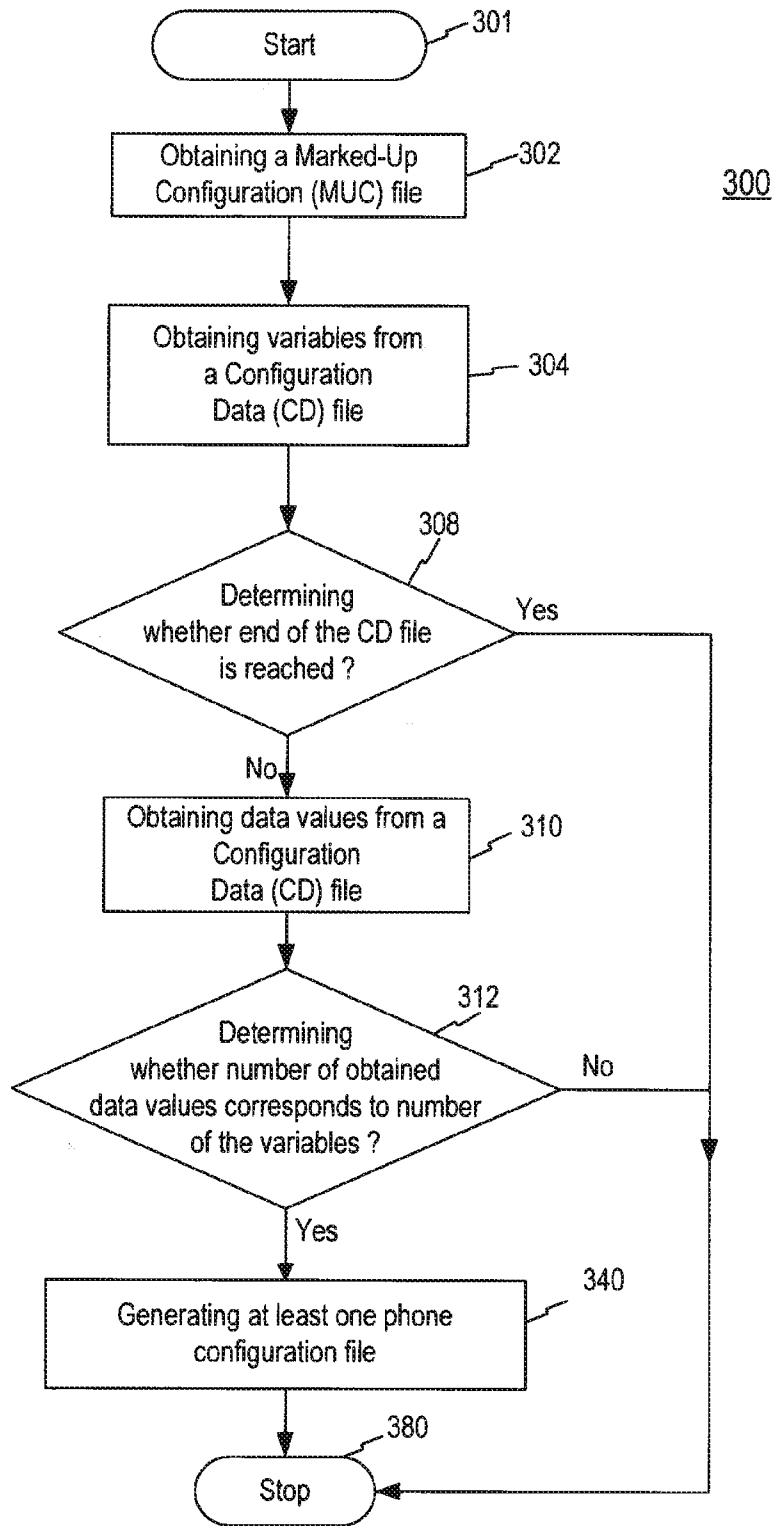 Start
301
Obtaining a Marked-Up
Configuration (MUC) file
302
300
Obtaining variables from
a Configuration
Data (CD) file
304
308
Determining
whether end of the CD file
is reached ?
Yes
No
Obtaining data values from a
Configuration
Data (CD) file
310
312
Determining
whether number of obtained
data values corresponds to number
of the variables ?
No
Yes
340
Generating at least one phone
configuration file
380
Stop